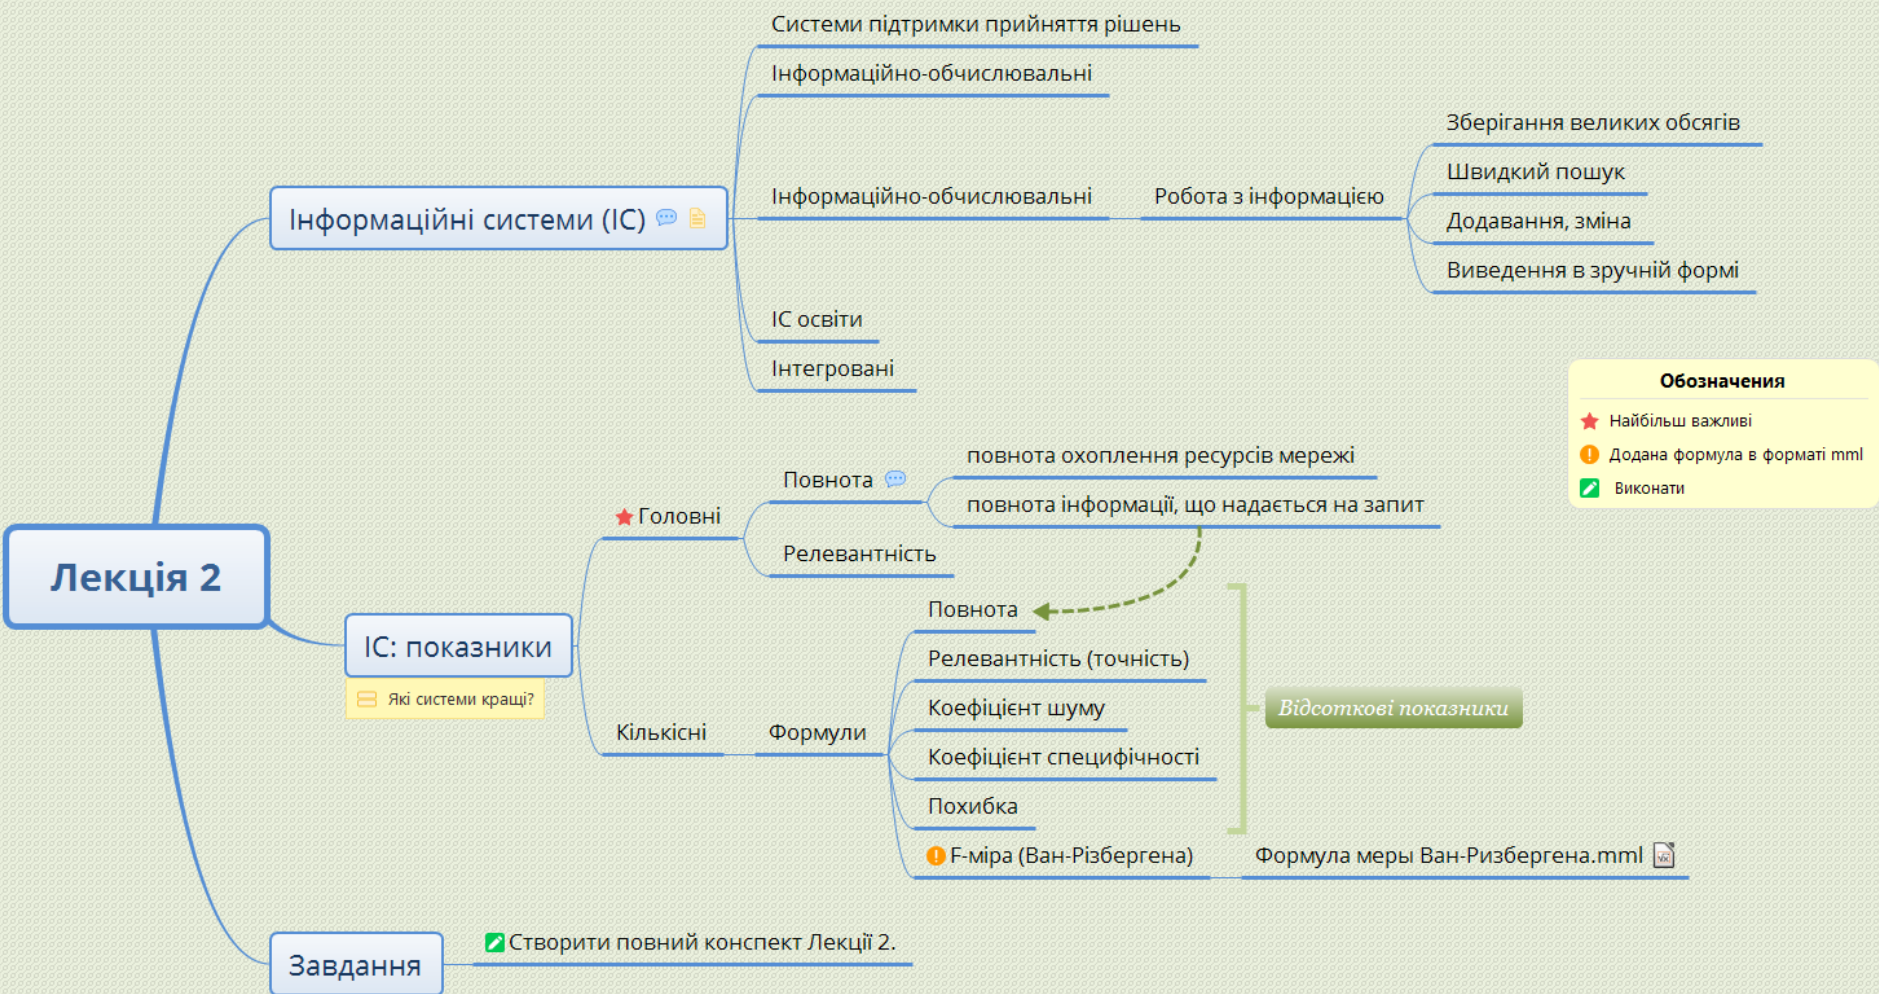 Лекція 2
Інформаційні системи (ІС)
Системи підтримки прийняття рішень
Інформаційно-обчислювальні
Інформаційно-обчислювальні
Робота з інформацією
Зберігання великих обсягів
Швидкий пошук
Додавання, зміна
Виведення в зручній формі
ІС освіти
Інтегровані
ІС: показники
Які системи кращі?
Головні
Повнота
повнота охоплення ресурсів мережі
повнота інформації, що надається на запит
Релевантність
Кількісні
Формули
Повнота
Релевантність (точність)
Коефіцієнт шуму
Коефіцієнт специфічності
Похибка
Відсоткові показники
F-міра (Ван-Різбергена)
Формула меры Ван-Ризбергена.mml
Завдання
Створити повний конспект Лекції 2.
Обозначения
Найбільш важливі
Додана формула в форматі mml
Виконати